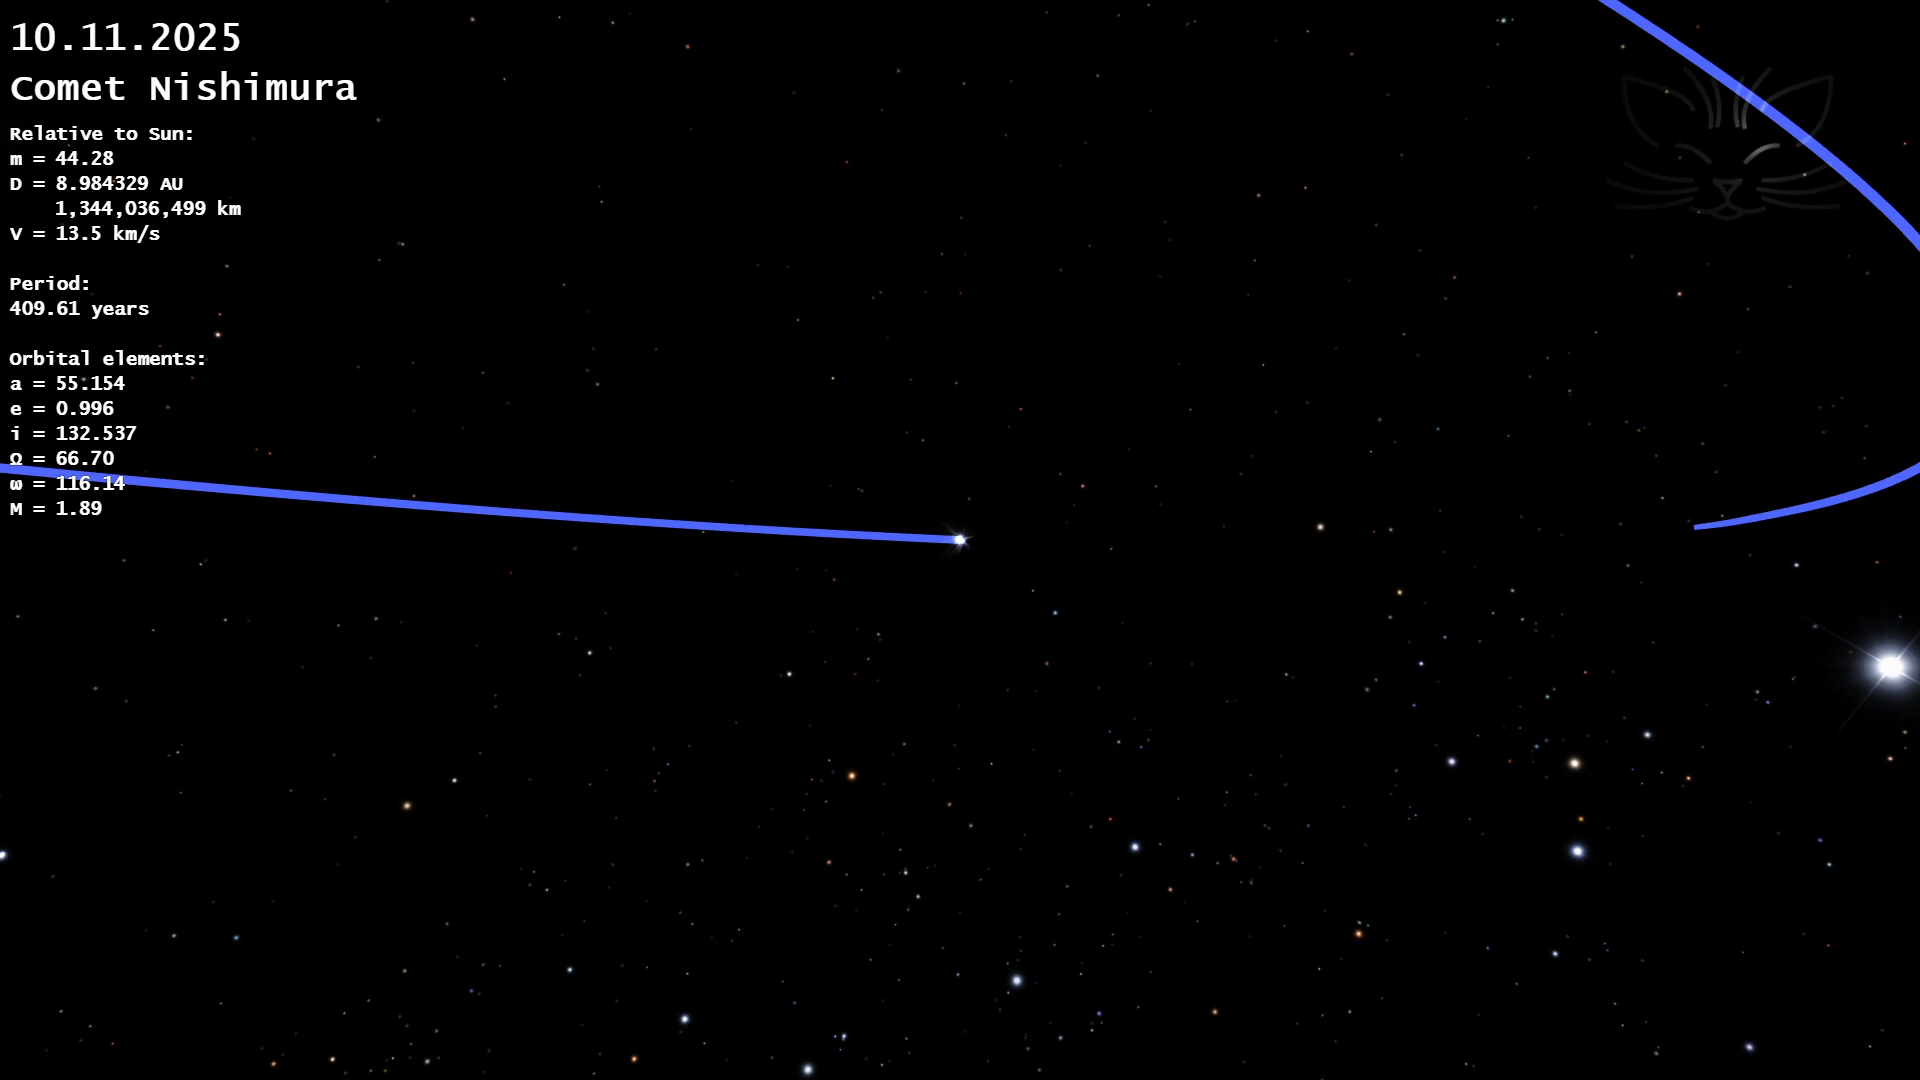 10.11.2025
Comet Nishimura
Relative to Sun:
m = 44.28
D = 8.984329 AU
1,344,036,499 km
V = 13.5 km/s
Period:
409.61 years
Orbital elements:
a = 55.154
e = 0.996
i = 132.537
Ω = 66.70
ω = 116.14
M = 1.89